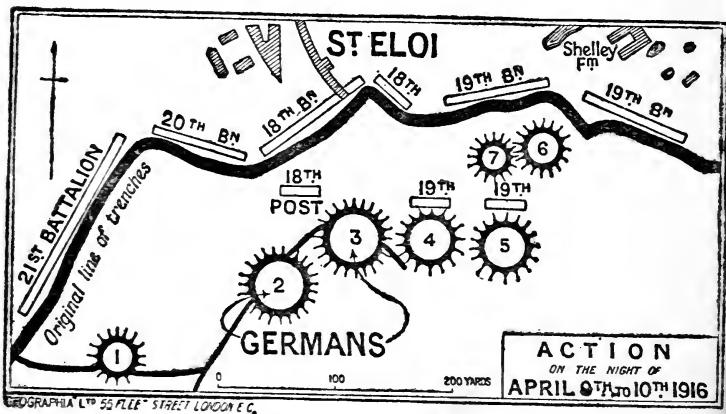 ST ELOI
Shelley
Fm
18TH
19TH BN
19TH BN
18TH BN
20TH BN
21ST BATTALION
Original line of trenches
7
6
18TH
POST
19TH
19TH
3
4
5
2
1
GERMANS
0 100 200 YARDS
ACTION
ON THE NIGHT OF
APRIL 9TH TO 10TH 1916
GEOGRAPHIA LTD 55 FLEET STREET LONDON E.C.